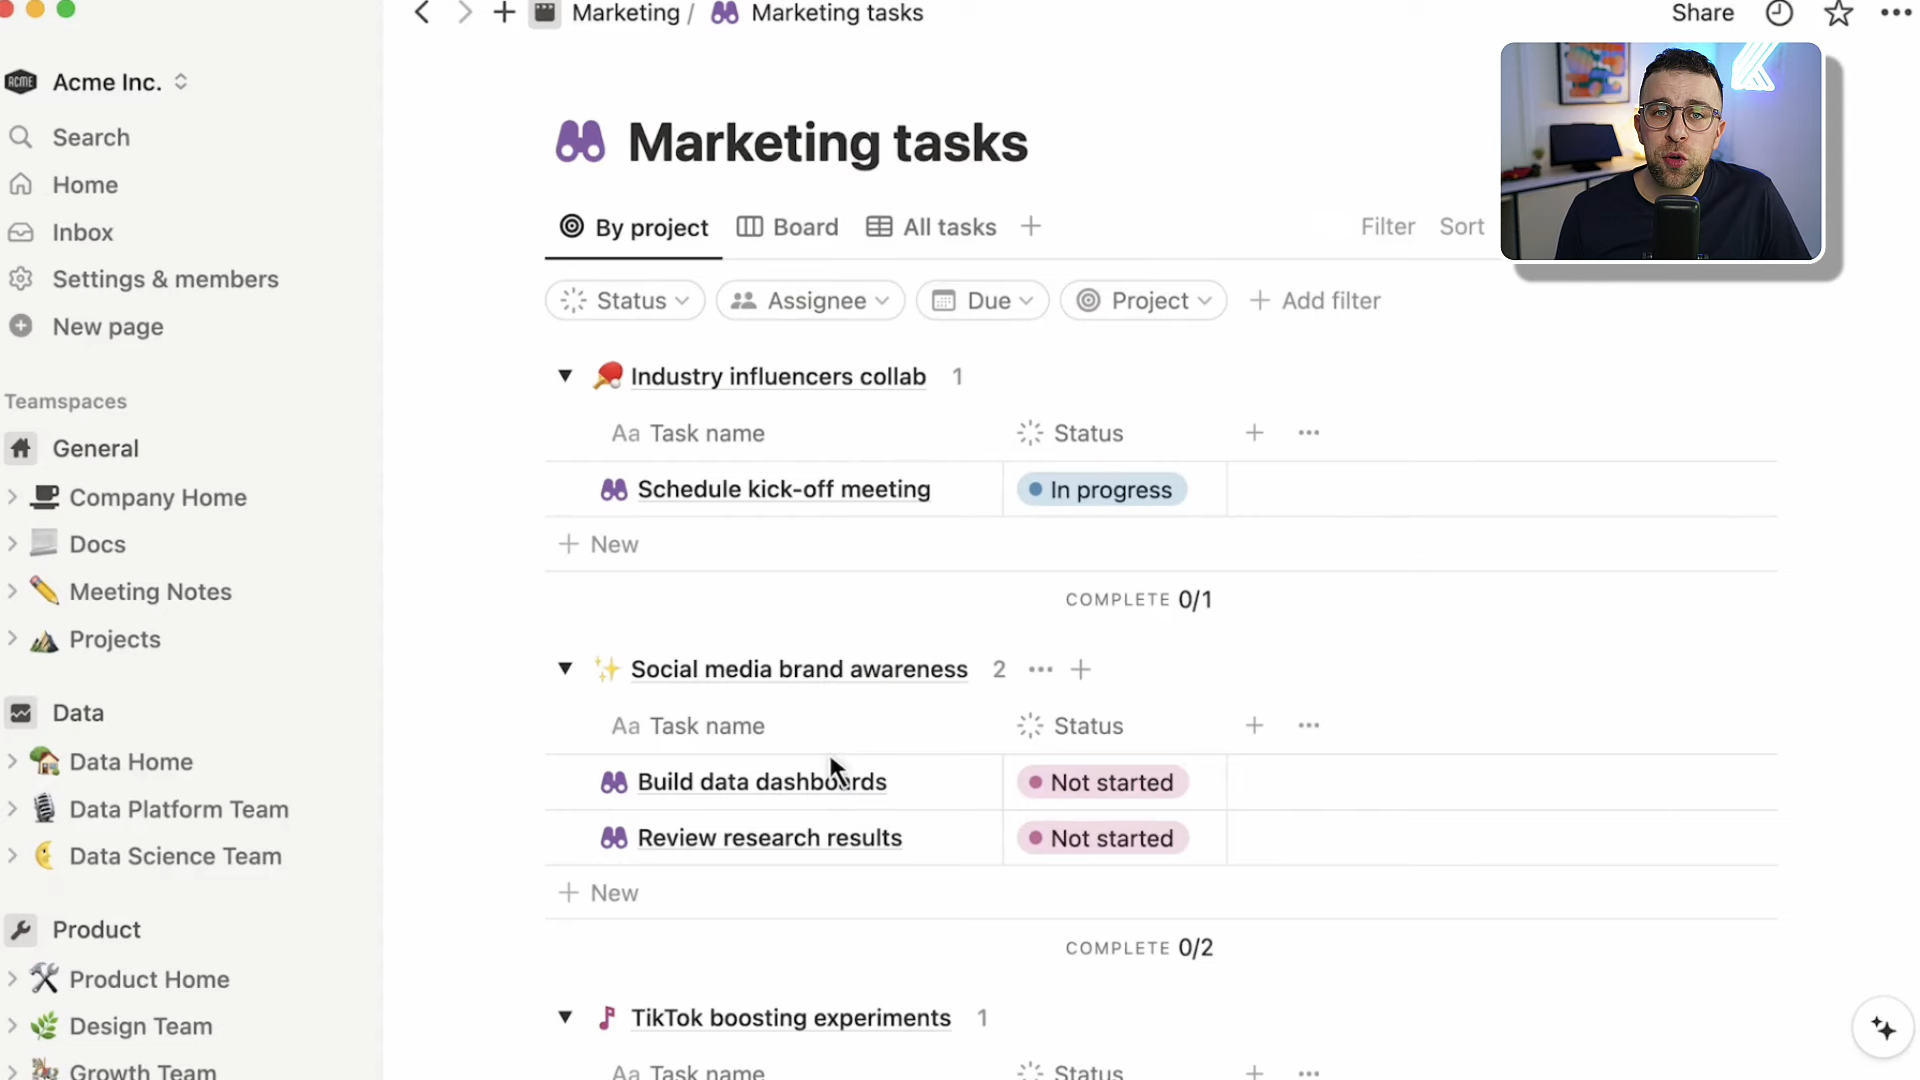 Marketing / Marketing tasks
Share
ACME Acme Inc.
Search
Home
Inbox
Settings & members
New page
Teamspaces
General
Company Home
Docs
Meeting Notes
Projects
Data
Data Home
Data Platform Team
Data Science Team
Product
Product Home
Design Team
Growth Team
Marketing tasks
By project Board All tasks
Filter Sort
Status Assignee Due Project Add filter
Industry influencers collab 1
Aa Task name Status
Schedule kick-off meeting In progress
New
COMPLETE 0/1
Social media brand awareness 2
Aa Task name Status
Build data dashboards Not started
Review research results Not started
New
COMPLETE 0/2
TikTok boosting experiments 1
Aa Task name Status